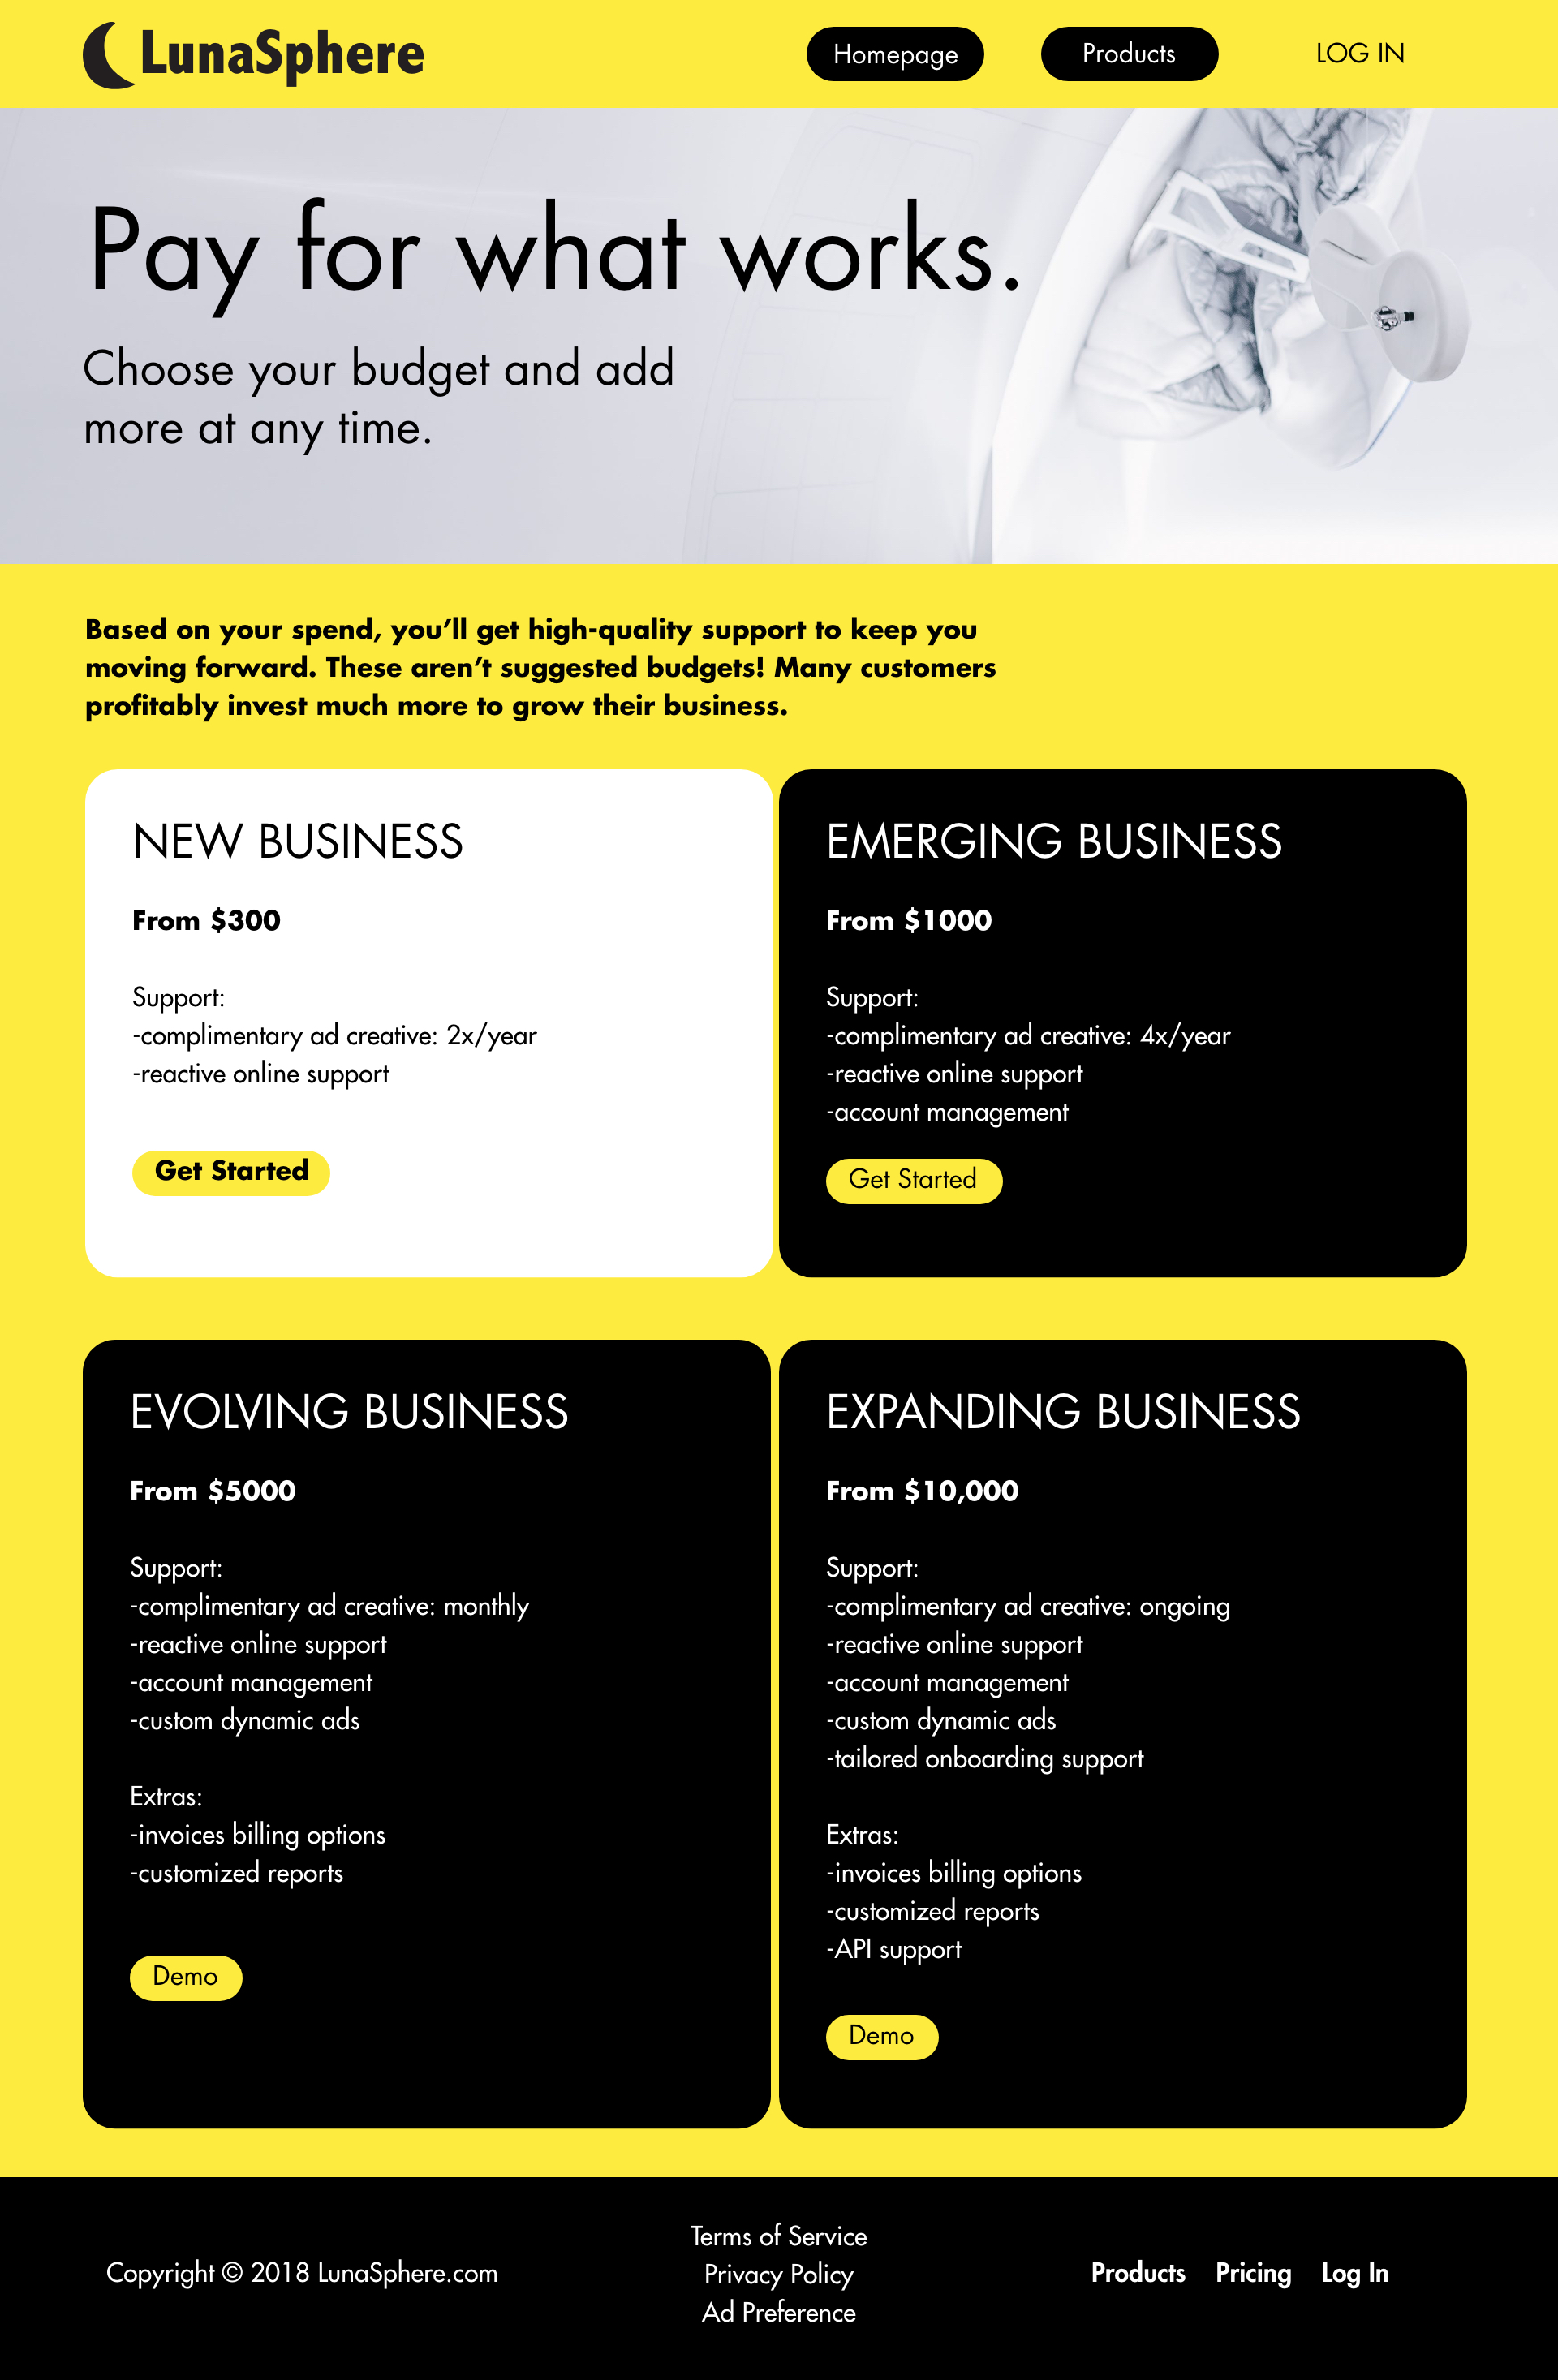 LunaSphere
Homepage
Products
LOG IN
Pay for what works.
Choose your budget and add
more at any time.
Based on your spend, you’ll get high-quality support to keep you
moving forward. These aren’t suggested budgets! Many customers
profitably invest much more to grow their business.
NEW BUSINESS
From $300
Support:
-complimentary ad creative: 2x/year
-reactive online support
Get Started
EMERGING BUSINESS
From $1000
Support:
-complimentary ad creative: 4x/year
-reactive online support
-account management
Get Started
EVOLVING BUSINESS
From $5000
Support:
-complimentary ad creative: monthly
-reactive online support
-account management
-custom dynamic ads
Extras:
-invoices billing options
-customized reports
Demo
EXPANDING BUSINESS
From $10,000
Support:
-complimentary ad creative: ongoing
-reactive online support
-account management
-custom dynamic ads
-tailored onboarding support
Extras:
-invoices billing options
-customized reports
-API support
Demo
Copyright © 2018 LunaSphere.com
Terms of Service
Privacy Policy
Ad Preference
Products
Pricing
Log In